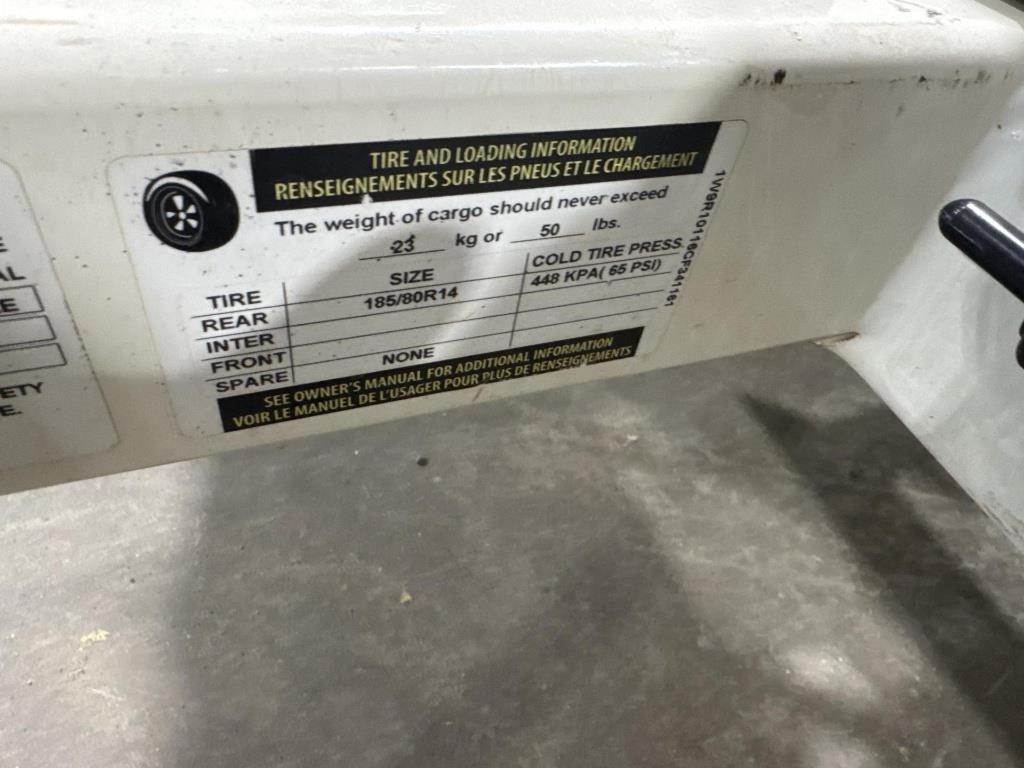 E
AL
E
ETY
E.
TIRE AND LOADING INFORMATION
RENSEIGNEMENTS SUR LES PNEUS ET LE CHARGEMENT
The weight of cargo should never exceed
23 kg or 50 lbs.
TIRE SIZE COLD TIRE PRESS.
REAR 185/80R14 448 KPA( 65 PSI)
INTER
FRONT
SPARE NONE
SEE OWNER'S MANUAL FOR ADDITIONAL INFORMATION
VOIR LE MANUEL DE L'USAGER POUR PLUS DE RENSEIGNEMENTS